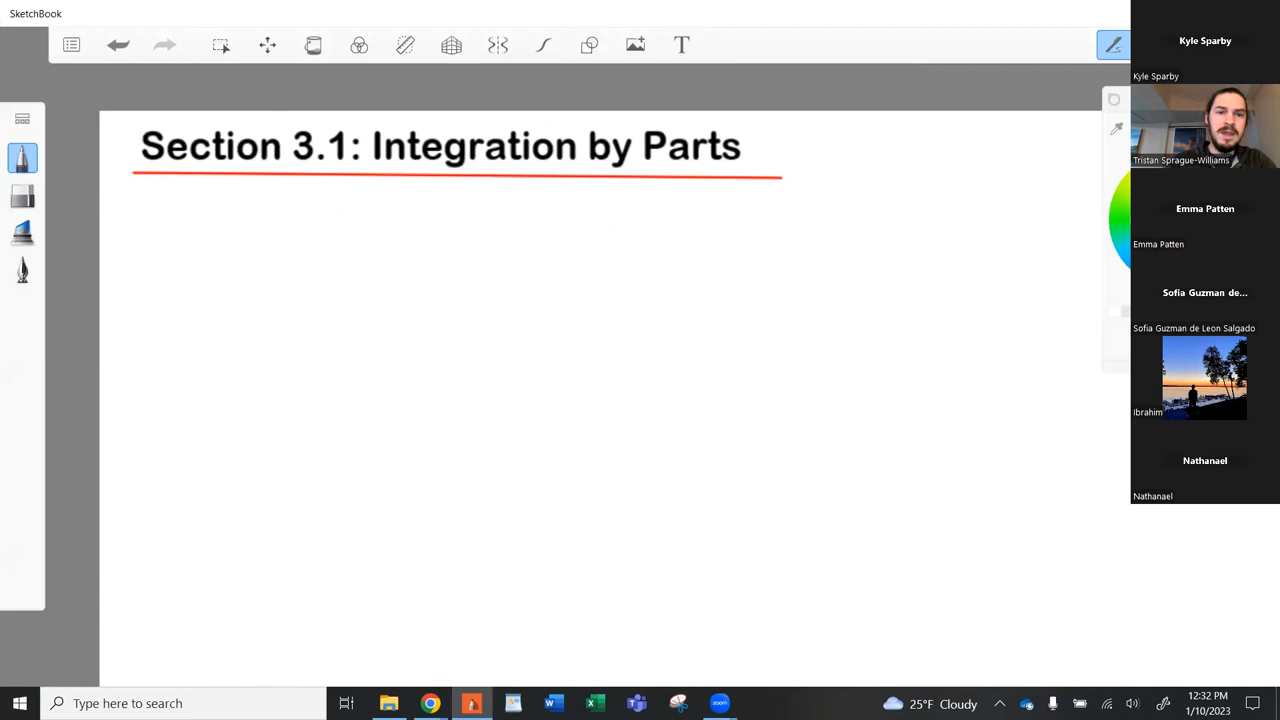 SketchBook
T
Section 3.1: Integration by Parts
Kyle Sparby
Kyle Sparby
Tristan Sprague-Williams
Emma Patten
Emma Patten
Sofia Guzman de...
Sofia Guzman de Leon Salgado
Ibrahim
Nathanael
Nathanael
Type here to search
zoom
25°F Cloudy
12:32 PM
1/10/2023